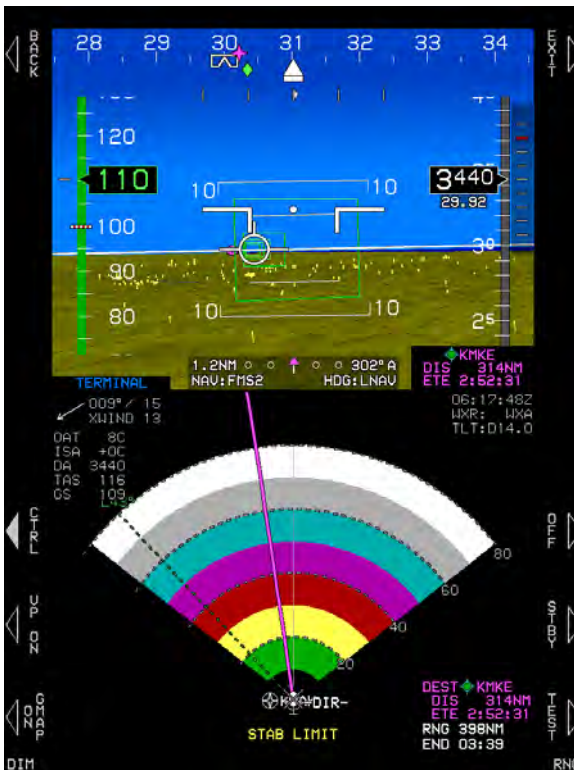 BACK
28 29 30 31 32 33 34
EXIT
120
110
100
90
80
10 10
10 10
3440
29.92
30
25
1.2NM 302°A
NAV:FMS2 HDG:LNAV
KMKE
DIS 314NM
ETE 2:52:31
TERMINAL
009°/ 15
XWIND 13
OAT 8C
ISA +0C
DA 3440
TAS 116
GS 109
06:17:48Z
WXR: WXA
TLT:D14.0
CTRL
OFF
80
60
40
20
UP ON
STBY
GMAP ON
TEST
DIR-
STAB LIMIT
DEST KMKE
DIS 314NM
ETE 2:52:31
RNG 398NM
END 03:39
DIM
RNG